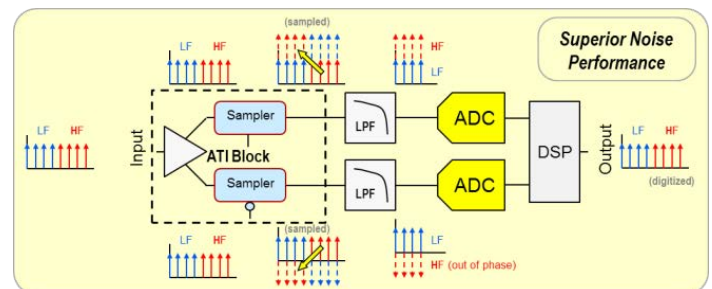 (sampled)
LF HF
HF
LF
Superior Noise
Performance
LF HF
Input
Sampler
ATI Block
Sampler
LPF
ADC
LPF
ADC
DSP
Output
LF HF
(digitized)
(sampled)
LF HF
LF
HF (out of phase)